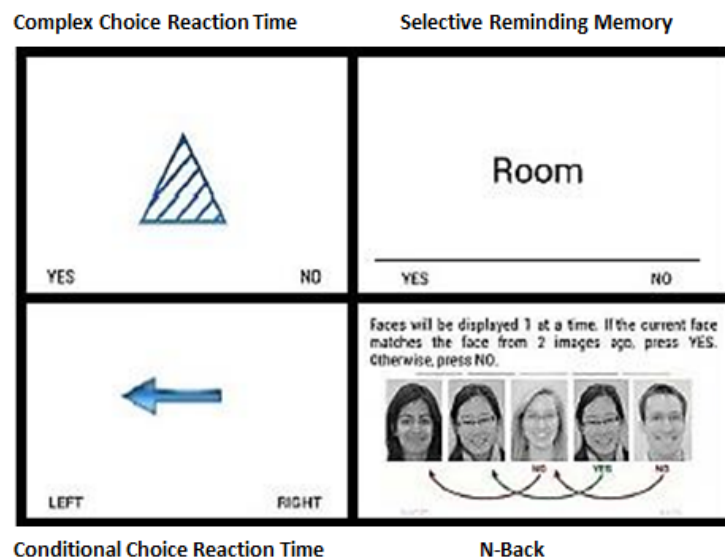 Complex Choice Reaction Time
Selective Reminding Memory
Room
YES NO
YES NO
Faces will be displayed 1 at a time. If the current face
matches the face from 2 images ago, press YES.
Otherwise, press NO.
NO YES NO
LEFT RIGHT
Conditional Choice Reaction Time
N-Back